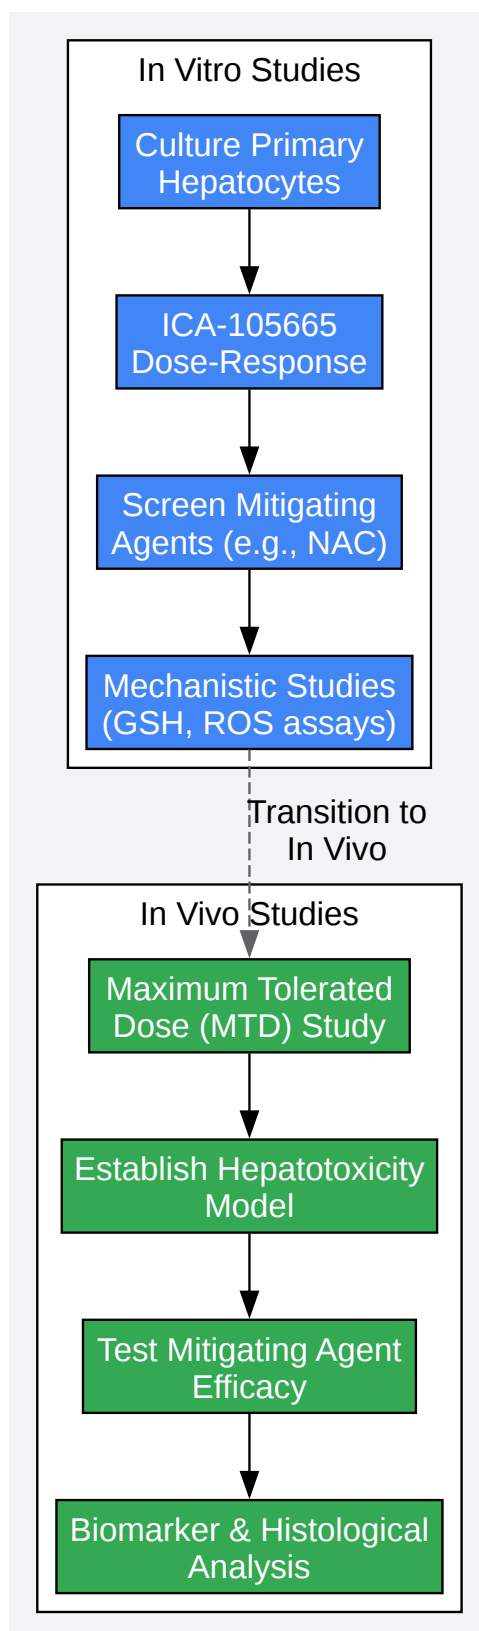 In Vitro Studies
Culture Primary
Hepatocytes
ICA-105665
Dose-Response
Screen Mitigating
Agents (e.g., NAC)
Mechanistic Studies
(GSH, ROS assays)
Transition to
In Vivo
In Vivo Studies
Maximum Tolerated
Dose (MTD) Study
Establish Hepatotoxicity
Model
Test Mitigating Agent
Efficacy
Biomarker & Histological
Analysis